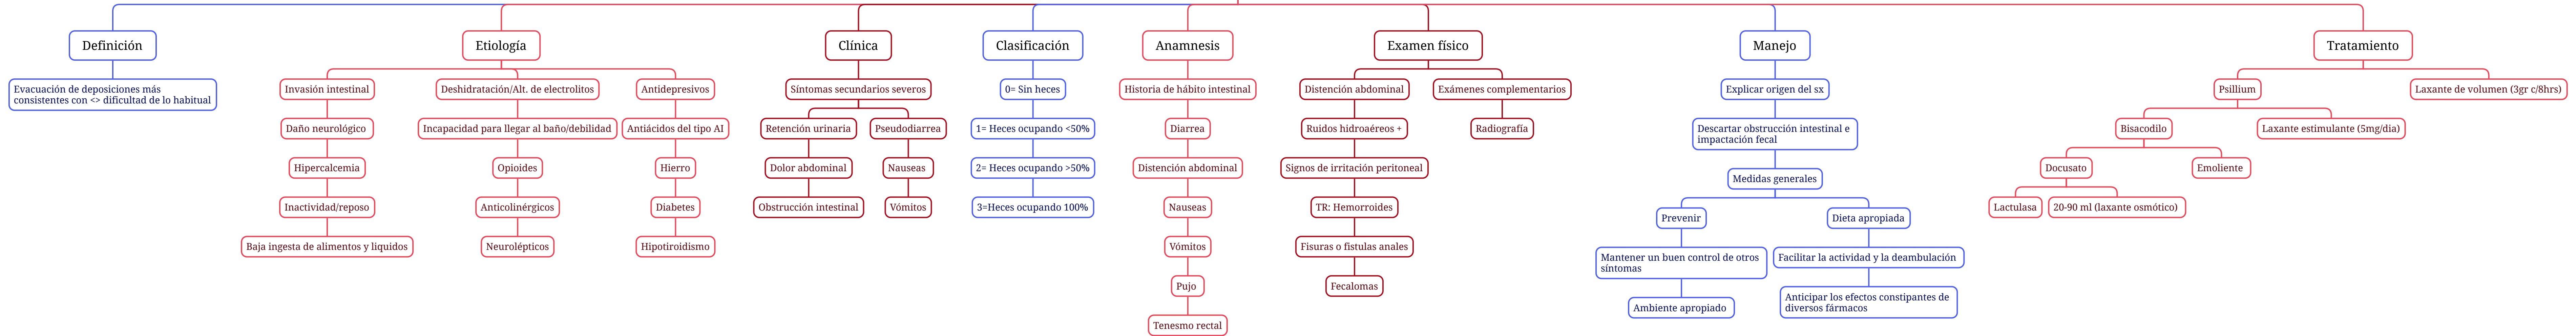 Definición
Evacuación de deposiciones más
consistentes con <> dificultad de lo habitual
Etiología
Invasión intestinal
Daño neurológico
Hipercalcemia
Inactividad/reposo
Baja ingesta de alimentos y liquidos
Deshidratación/Alt. de electrolitos
Incapacidad para llegar al baño/debilidad
Opioides
Anticolinérgicos
Neurolépticos
Antidepresivos
Antiácidos del tipo AI
Hierro
Diabetes
Hipotiroidismo
Clínica
Síntomas secundarios severos
Retención urinaria
Dolor abdominal
Obstrucción intestinal
Pseudodiarrea
Nauseas
Vómitos
Clasificación
0= Sin heces
1= Heces ocupando <50%
2= Heces ocupando >50%
3=Heces ocupando 100%
Anamnesis
Historia de hábito intestinal
Diarrea
Distención abdominal
Nauseas
Vómitos
Pujo
Tenesmo rectal
Examen físico
Distención abdominal
Ruidos hidroaéreos +
Signos de irritación peritoneal
TR: Hemorroides
Fisuras o fistulas anales
Fecalomas
Exámenes complementarios
Radiografía
Manejo
Explicar origen del sx
Descartar obstrucción intestinal e
impactación fecal
Medidas generales
Prevenir
Mantener un buen control de otros
síntomas
Ambiente apropiado
Dieta apropiada
Facilitar la actividad y la deambulación
Anticipar los efectos constipantes de
diversos fármacos
Tratamiento
Psillium
Bisacodilo
Docusato
Lactulasa
20-90 ml (laxante osmótico)
Emoliente
Laxante estimulante (5mg/dia)
Laxante de volumen (3gr c/8hrs)